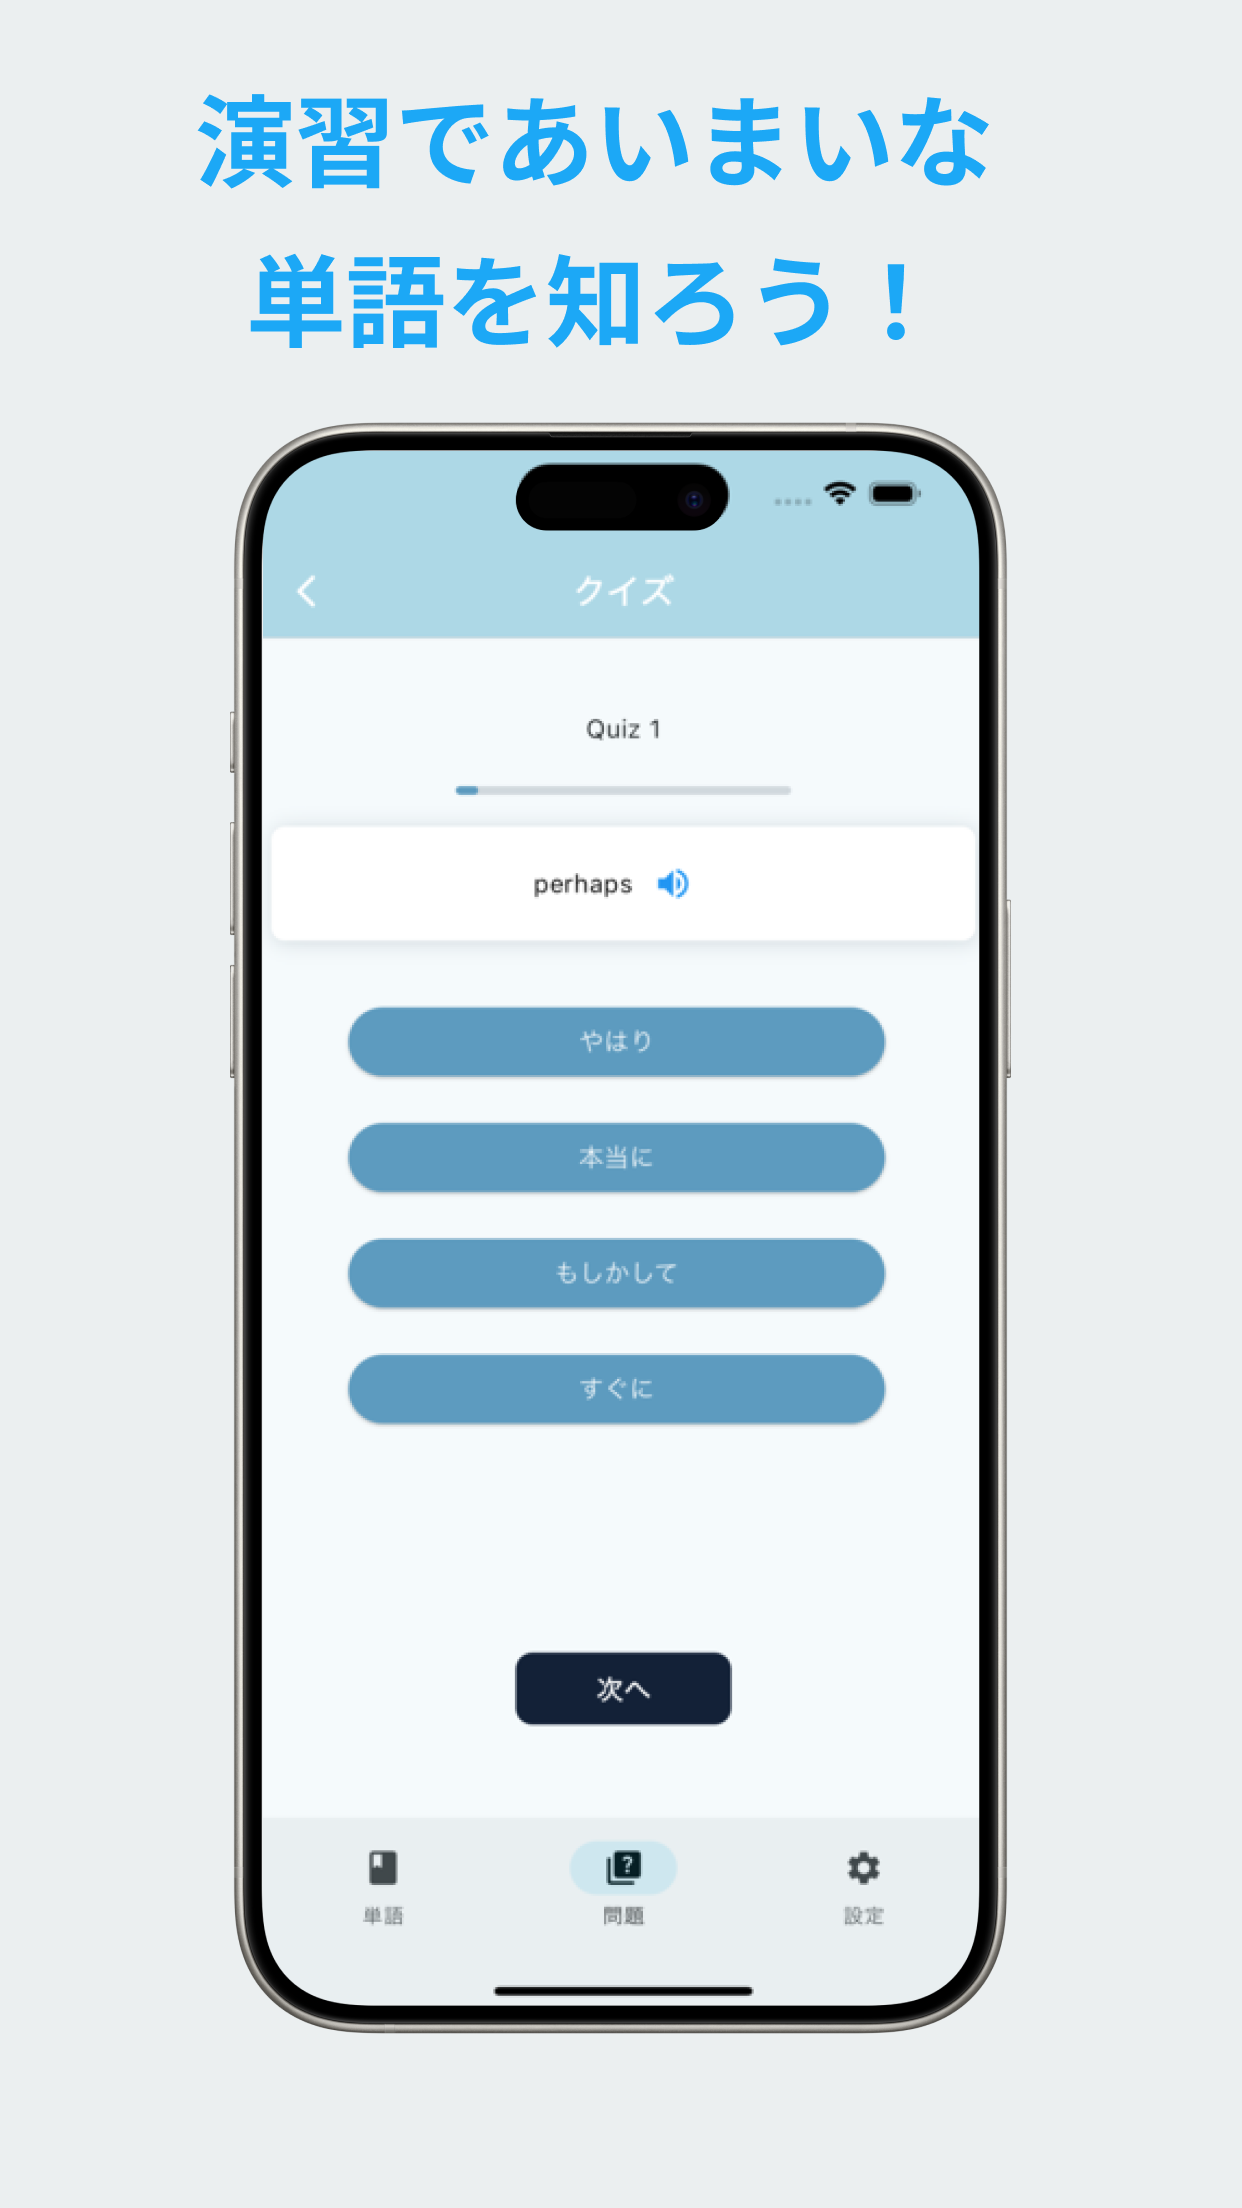 演習であいまいな
単語を知ろう！
クイズ
Quiz 1
perhaps
やはり
本当に
もしかして
すぐに
次へ
単語
問題
設定